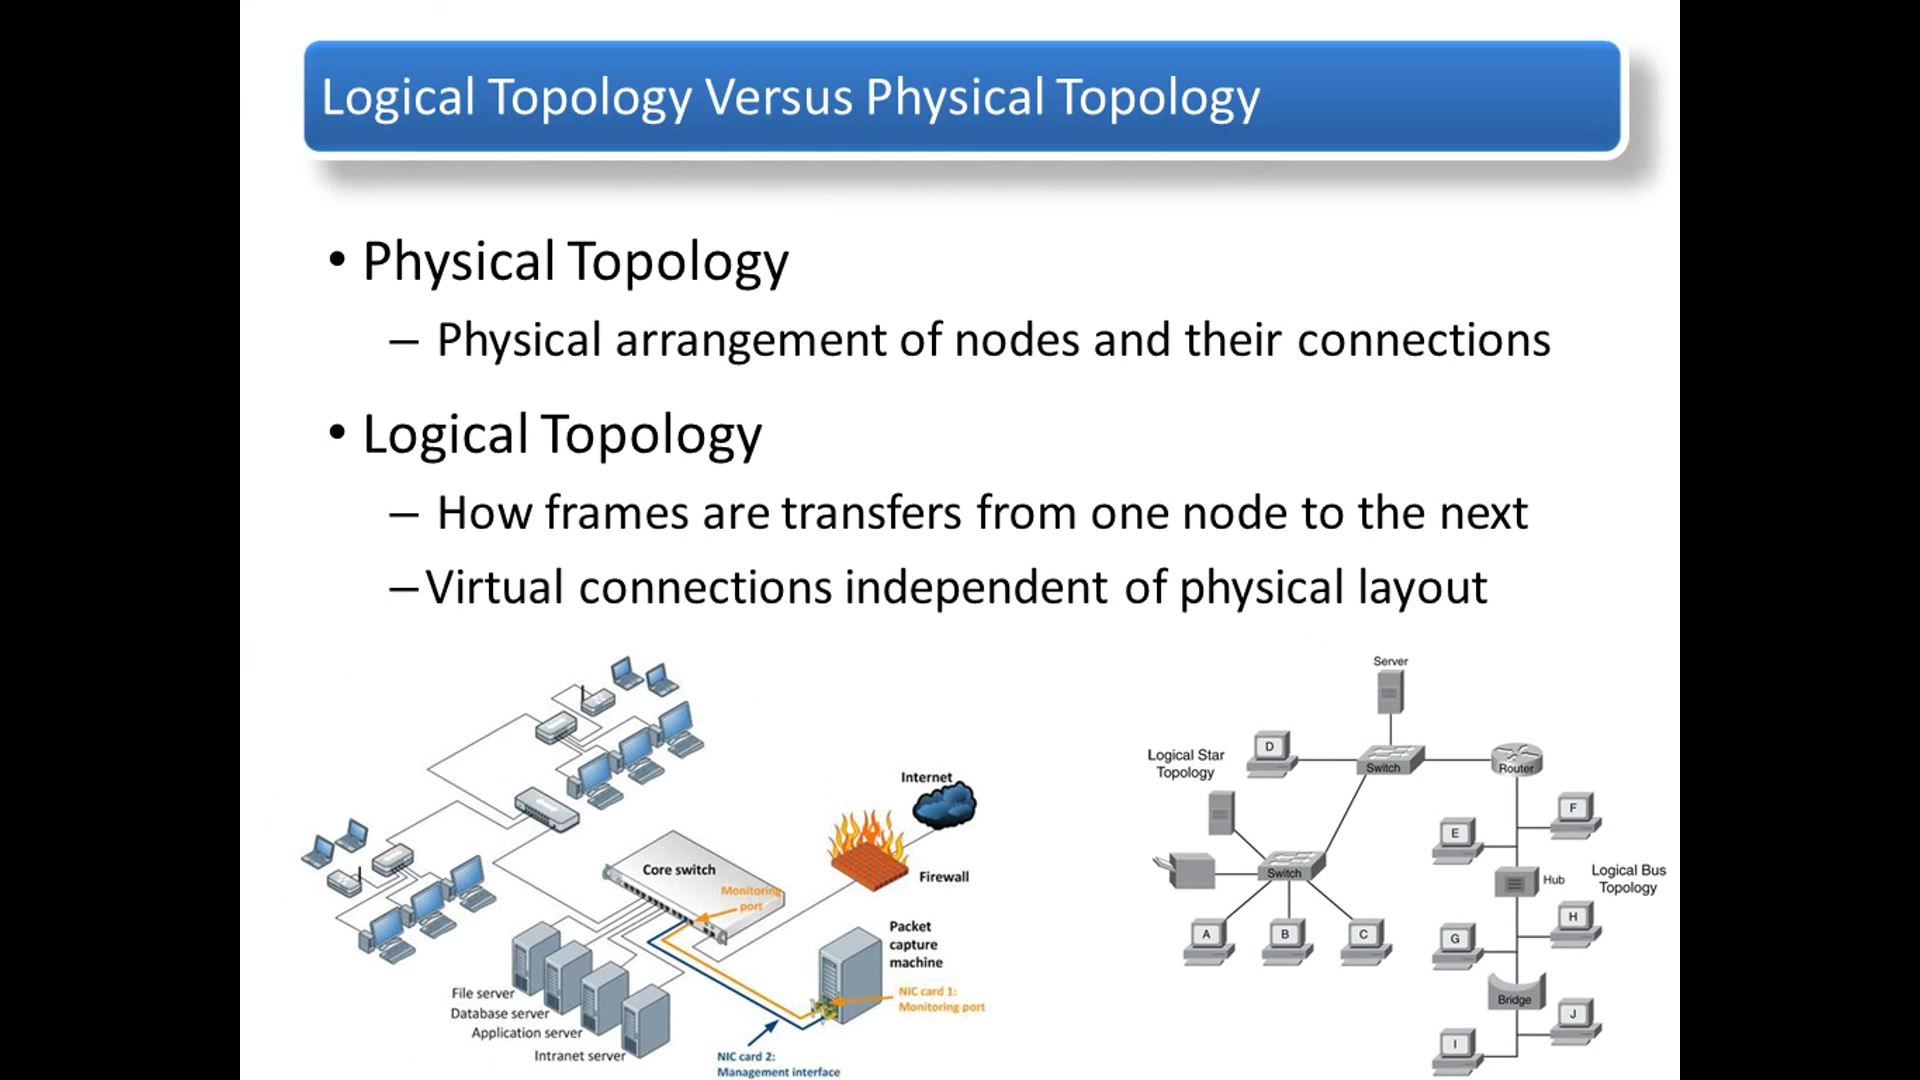 Logical Topology Versus Physical Topology
• Physical Topology
– Physical arrangement of nodes and their connections
• Logical Topology
– How frames are transfers from one node to the next
– Virtual connections independent of physical layout
Internet
Core switch
Monitoring
port
Firewall
Packet
capture
machine
NIC card 1:
Monitoring port
File server
Database server
Application server
Intranet server
NIC card 2:
Management interface
Server
Logical Star
Topology
D
Switch
Router
F
E
Switch
Hub
Logical Bus
Topology
A
B
C
H
G
Bridge
J
I